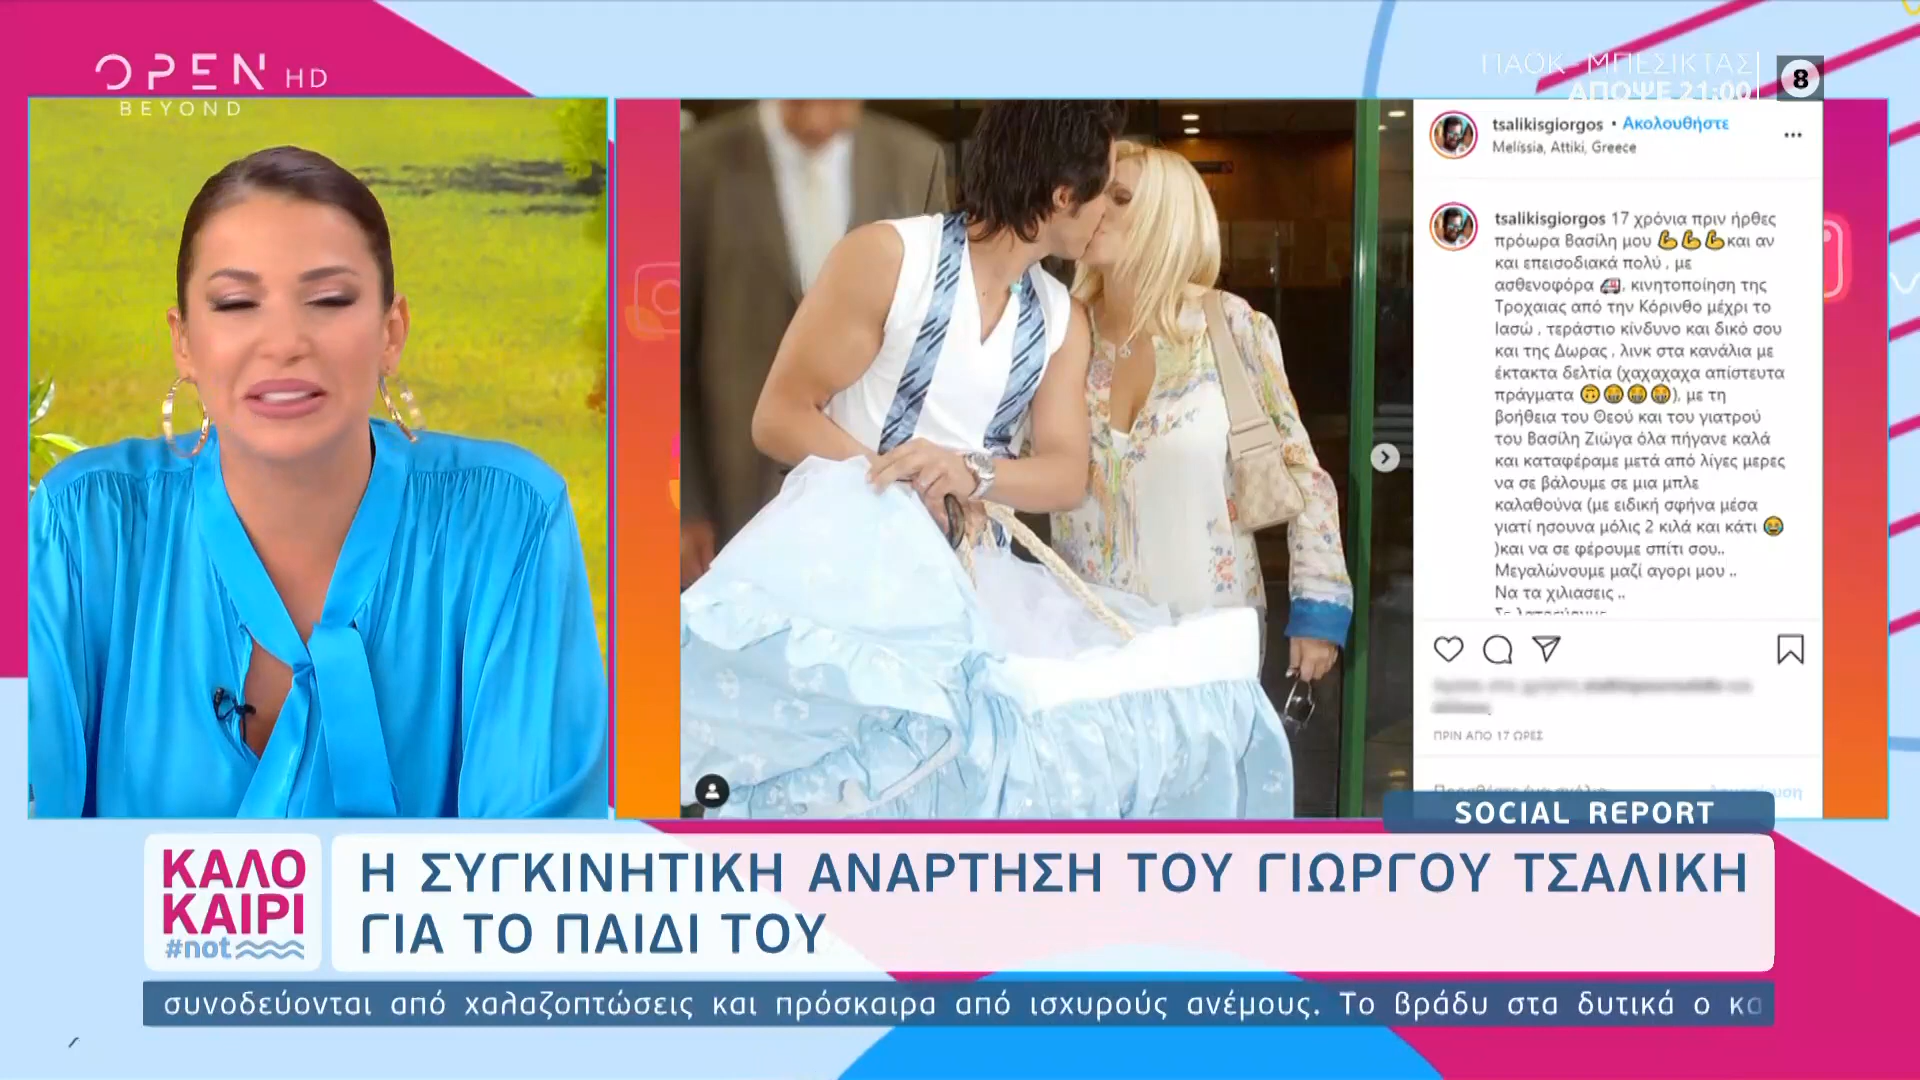 OPEN HD
BEYOND
ΠΑΟΚ - ΜΠΕΣΙΚΤΑΣ
ΑΠΟΨΕ 21:00
8
tsalikisgiorgos • Ακολουθήστε
Melíssia, Attiki, Greece
tsalikisgiorgos 17 χρόνια πριν ήρθες
πρόωρα Βασίλη μου 💪💪💪και αν
και επεισοδιακά πολύ , με
ασθενοφόρα 🚑, κινητοποίηση της
Τροχαιας από την Κόρινθο μέχρι το
Ιασώ , τεράστιο κίνδυνο και δικό σου
και της Δωρας , λινκ στα κανάλια με
έκτακτα δελτία (χαχαχαχα απίστευτα
πράγματα 🙃😂😂😂), με τη
βοήθεια του Θεού και του γιατρού
του Βασίλη Ζιώγα όλα πήγανε καλά
και καταφέραμε μετά από λίγες μερες
να σε βάλουμε σε μια μπλε
καλαθούνα (με ειδική σφήνα μέσα
γιατί ησουνα μόλις 2 κιλά και κάτι 😂
)και να σε φέρουμε σπίτι σου..
Μεγαλώνουμε μαζί αγορι μου ..
Να τα χιλιασεις ..
ΠΡΙΝ ΑΠΟ 17 ΩΡΕΣ
SOCIAL REPORT
ΚΑΛΟ
ΚΑΙΡΙ
#not
Η ΣΥΓΚΙΝΗΤΙΚΗ ΑΝΑΡΤΗΣΗ ΤΟΥ ΓΙΩΡΓΟΥ ΤΣΑΛΙΚΗ
ΓΙΑ ΤΟ ΠΑΙΔΙ ΤΟΥ
συνοδεύονται από χαλαζοπτώσεις και πρόσκαιρα από ισχυρούς ανέμους. Το βράδυ στα δυτικά ο κα